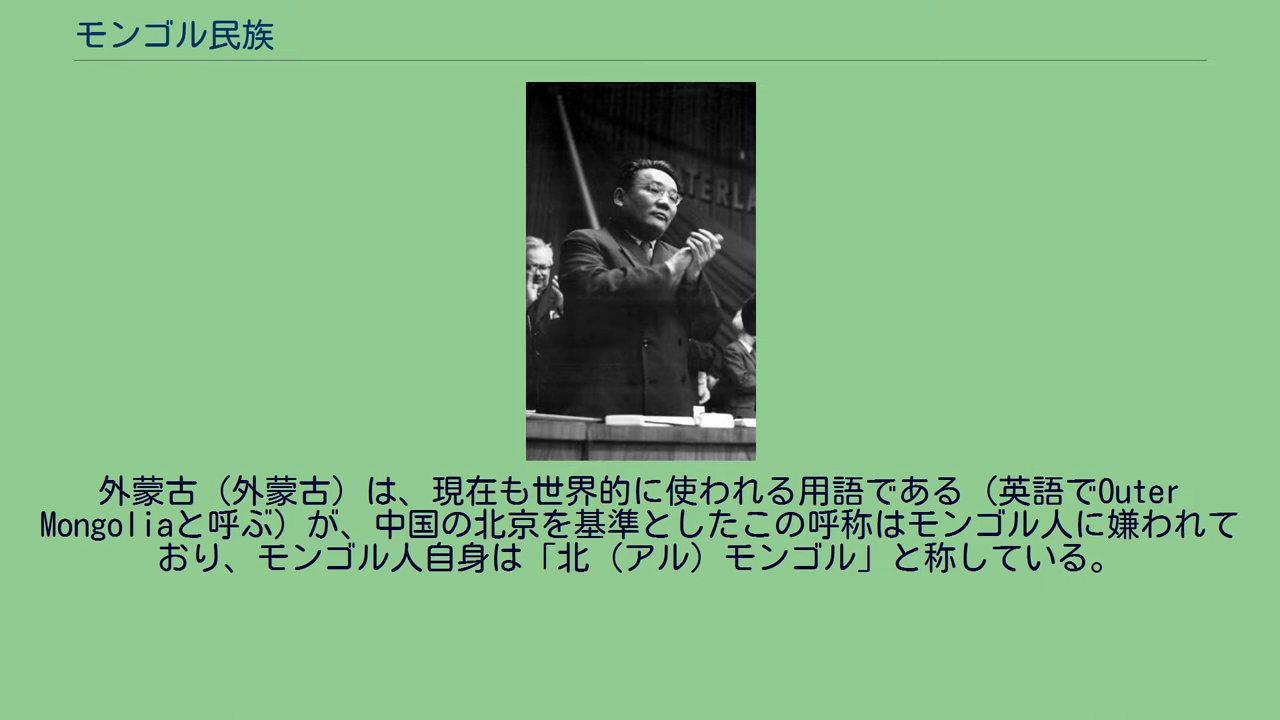 モンゴル民族
TERLA
外蒙古（外蒙古）は、現在も世界的に使われる用語である（英語でOuter
Mongoliaと呼ぶ）が、中国の北京を基準としたこの呼称はモンゴル人に嫌われて
おり、モンゴル人自身は「北（アル）モンゴル」と称している。